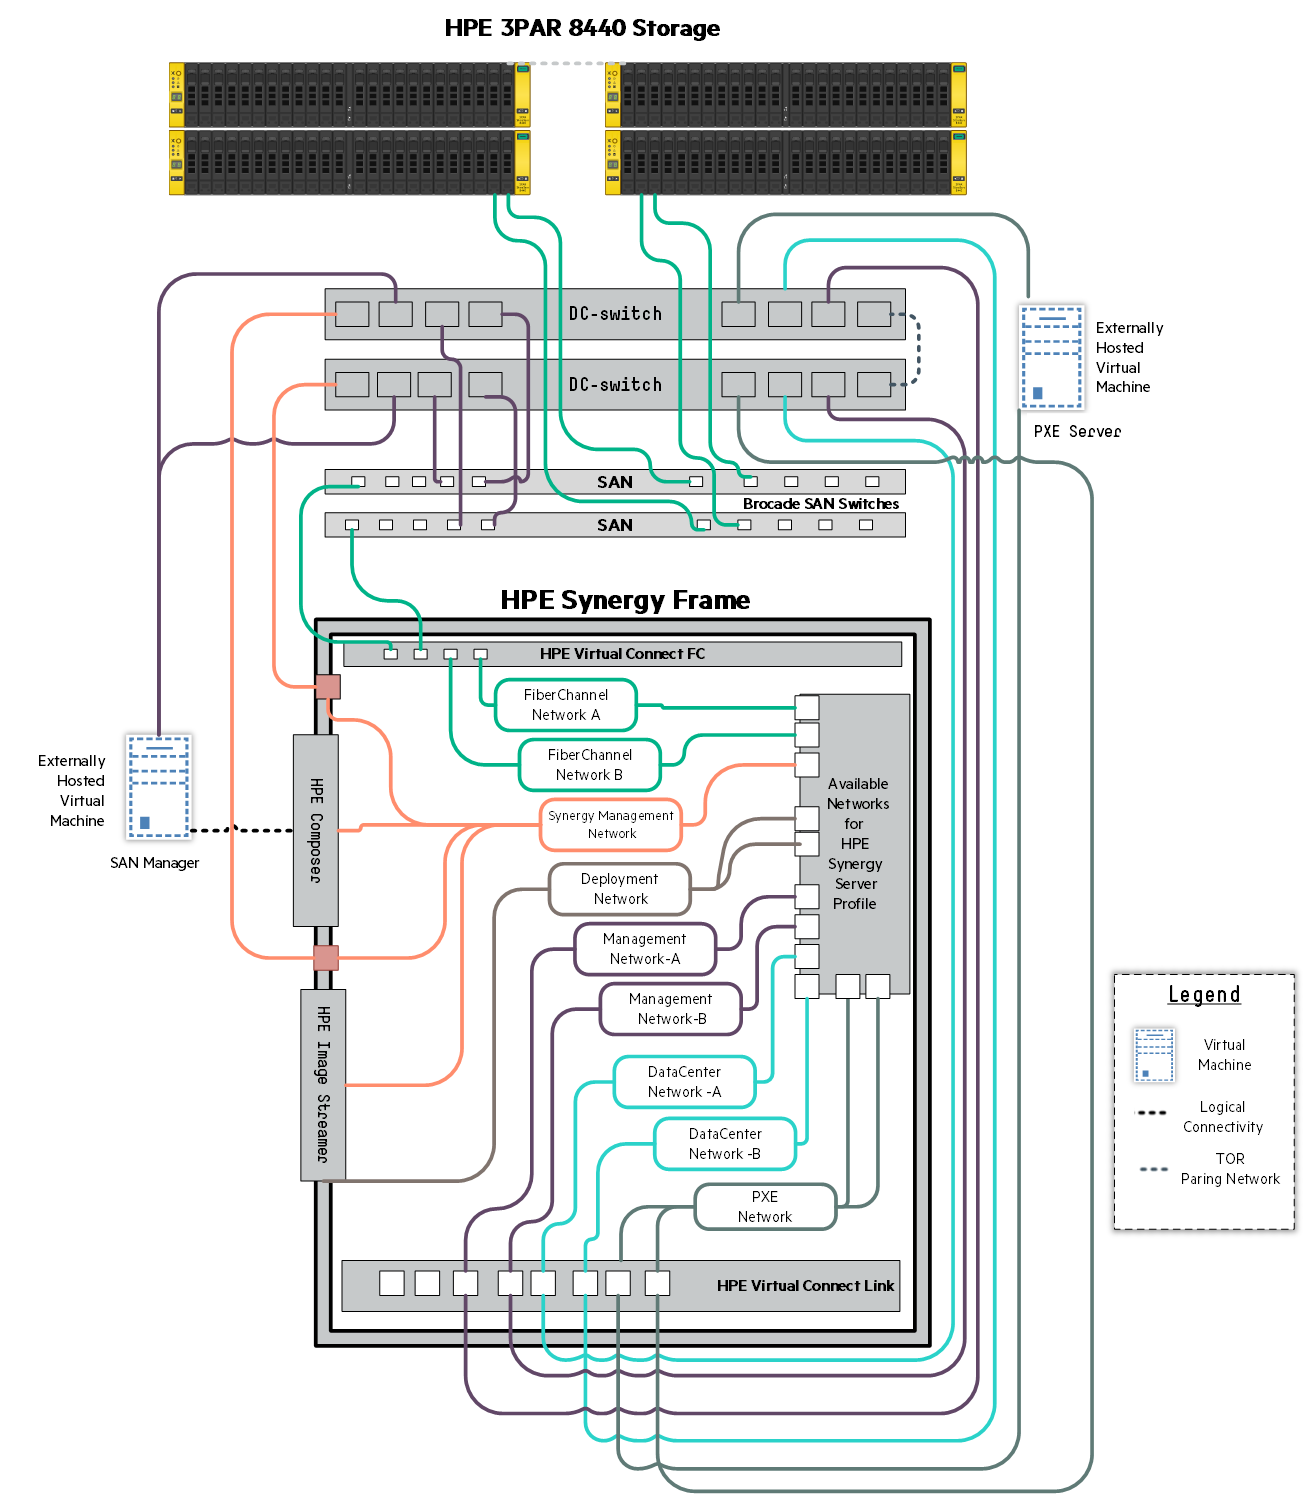 HPE 3PAR 8440 Storage
DC-switch
DC-switch
Externally
Hosted
Virtual
Machine
PXE Server
SAN
Brocade SAN Switches
SAN
HPE Synergy Frame
HPE Virtual Connect FC
FiberChannel
Network A
FiberChannel
Network B
Synergy Management
Network
Deployment
Network
Management
Network-A
Management
Network-B
DataCenter
Network -A
DataCenter
Network -B
PXE
Network
Available
Networks
for
HPE
Synergy
Server
Profile
Externally
Hosted
Virtual
Machine
SAN Manager
HPE Composer
HPE Image Streamer
HPE Virtual Connect Link
Legend
Virtual
Machine
Logical
Connectivity
TOR
Paring Network